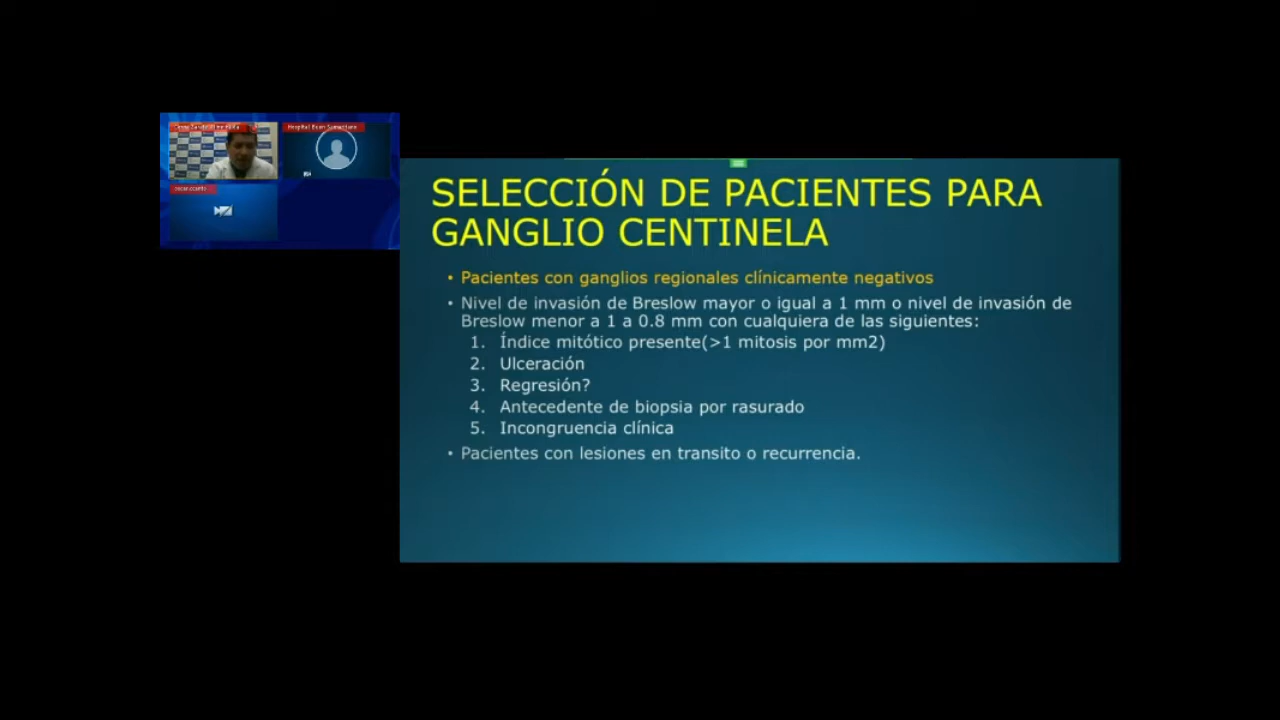 Hospital Buen Samaritano
SELECCIÓN DE PACIENTES PARA
GANGLIO CENTINELA
• Pacientes con ganglios regionales clínicamente negativos
• Nivel de invasión de Breslow mayor o igual a 1 mm o nivel de invasión de
Breslow menor a 1 a 0.8 mm con cualquiera de las siguientes:
1. Índice mitótico presente(>1 mitosis por mm2)
2. Ulceración
3. Regresión?
4. Antecedente de biopsia por rasurado
5. Incongruencia clínica
• Pacientes con lesiones en transito o recurrencia.